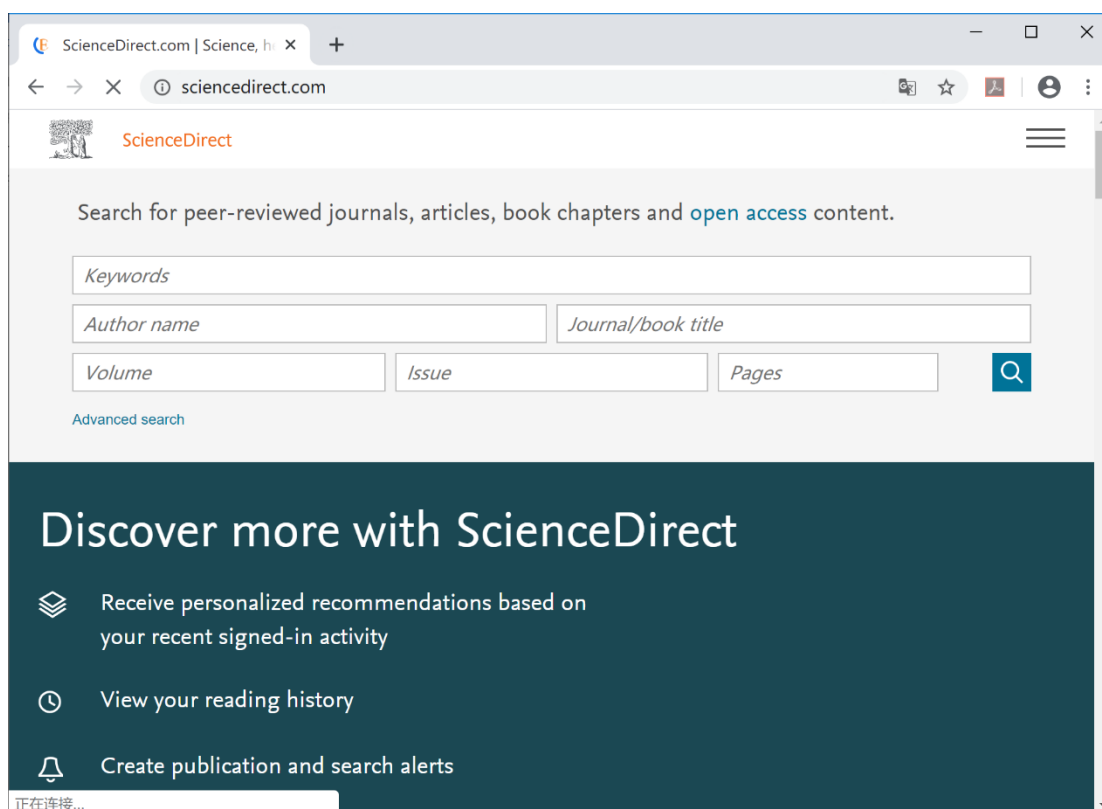 ScienceDirect.com | Science, h
sciencedirect.com
ScienceDirect
Search for peer-reviewed journals, articles, book chapters and open access content.
Keywords
Author name Journal/book title
Volume Issue Pages
Advanced search
Discover more with ScienceDirect
Receive personalized recommendations based on
your recent signed-in activity
View your reading history
Create publication and search alerts
正在连接...